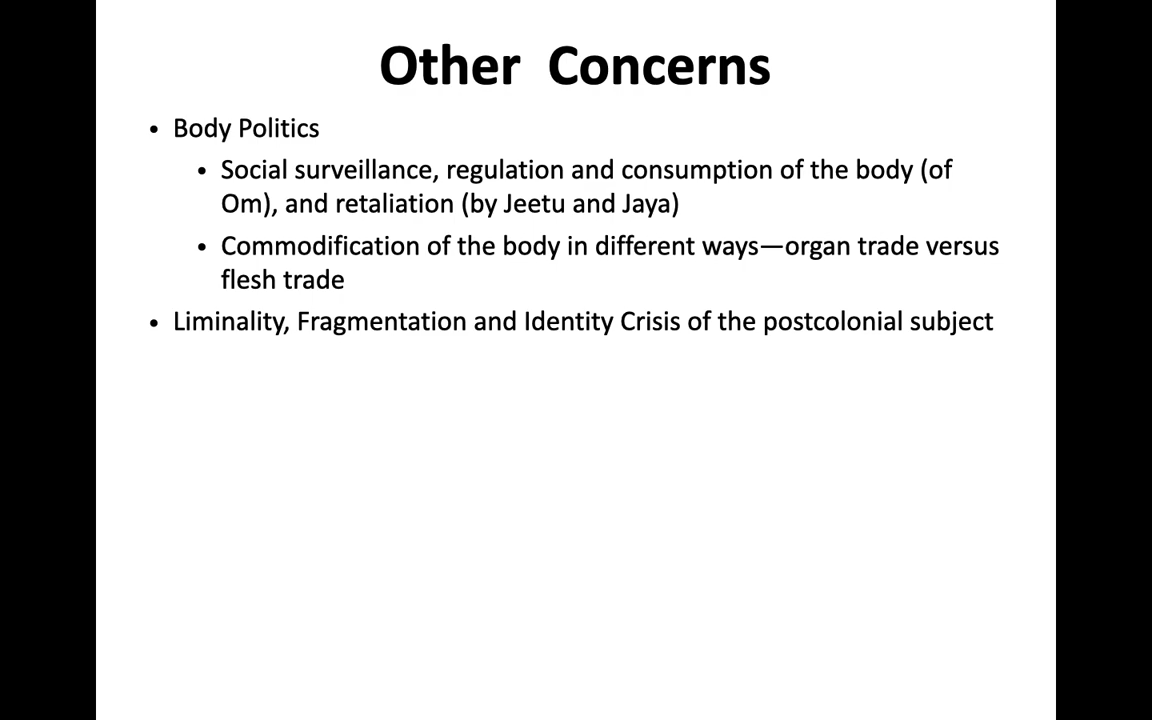 Other Concerns
• Body Politics
• Social surveillance, regulation and consumption of the body (of
Om), and retaliation (by Jeetu and Jaya)
• Commodification of the body in different ways—organ trade versus
flesh trade
• Liminality, Fragmentation and Identity Crisis of the postcolonial subject